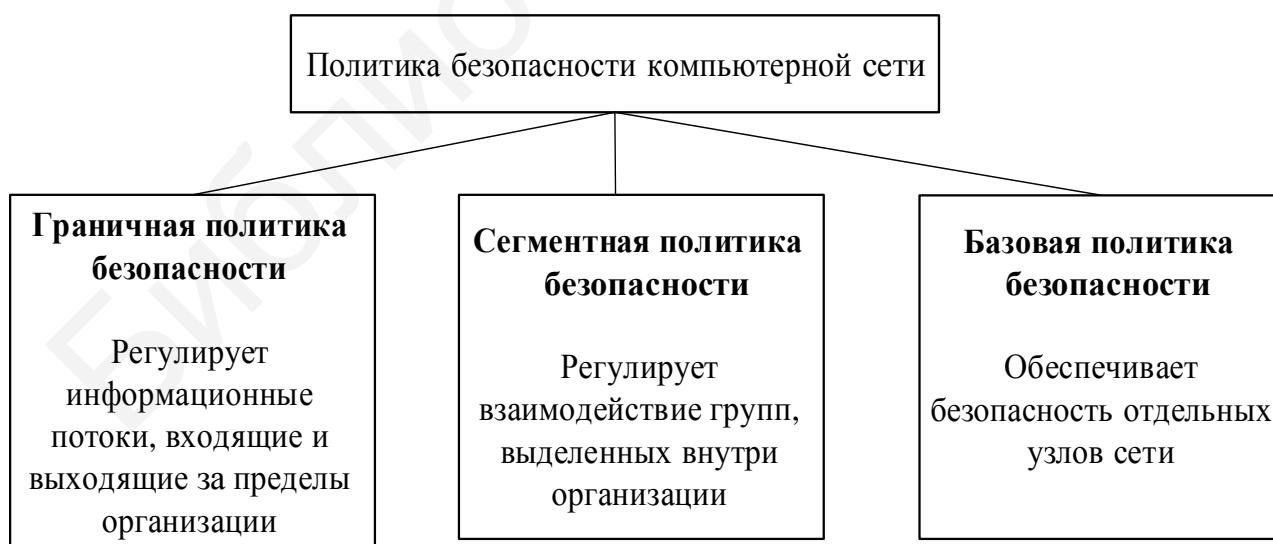 Политика безопасности компьютерной сети
Граничная политика
безопасности
Регулирует
информационные
потоки, входящие и
выходящие за пределы
организации
Сегментная политика
безопасности
Регулирует
взаимодействие групп,
выделенных внутри
организации
Базовая политика
безопасности
Обеспечивает
безопасность отдельных
узлов сети
Библио